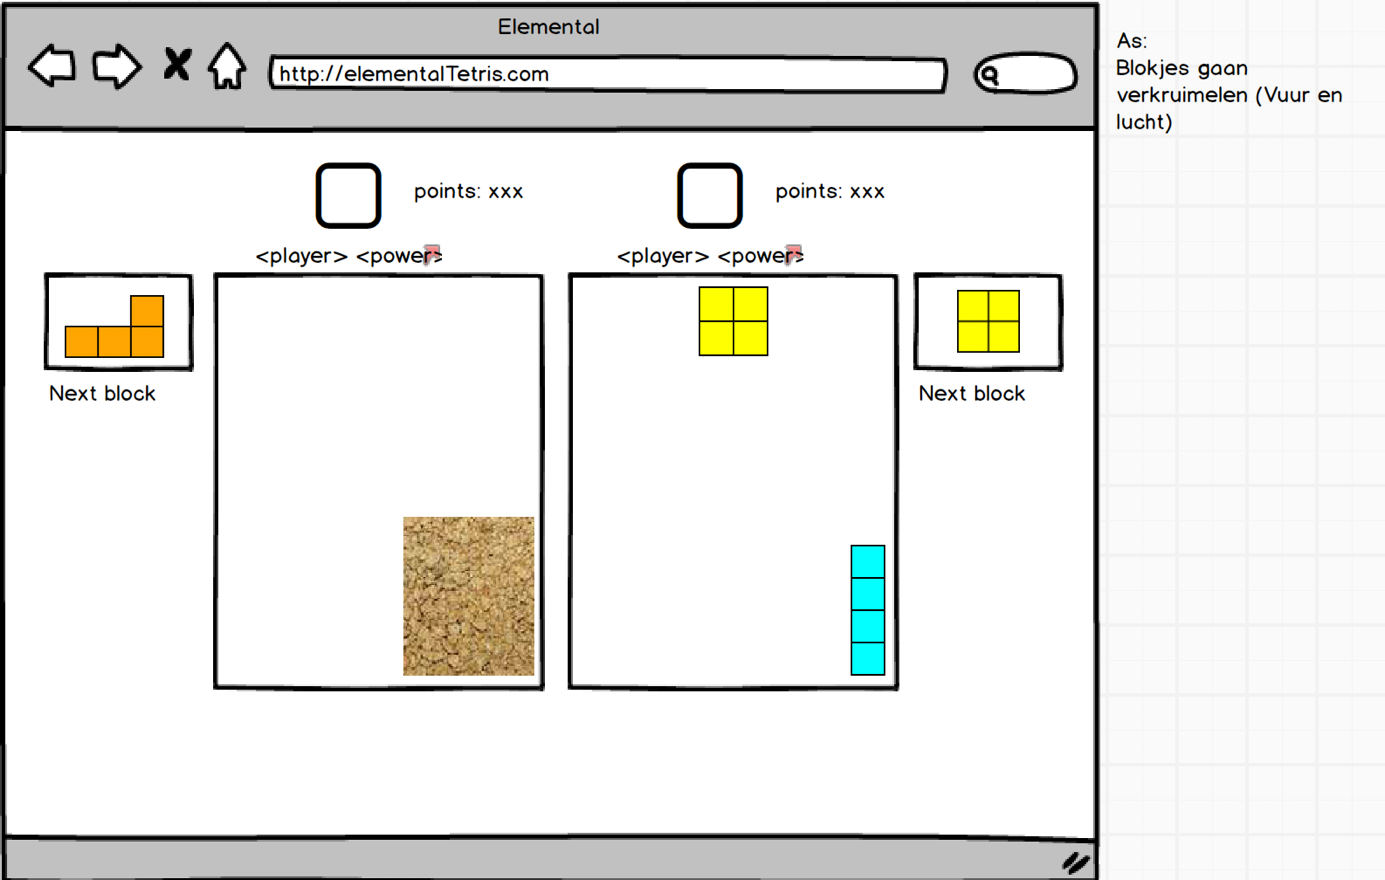 Elemental
http://elementalTetris.com
As:
Blokjes gaan
verkruimelen (Vuur en
lucht)
points: xxx
points: xxx
<player> <power>
<player> <power>
Next block
Next block